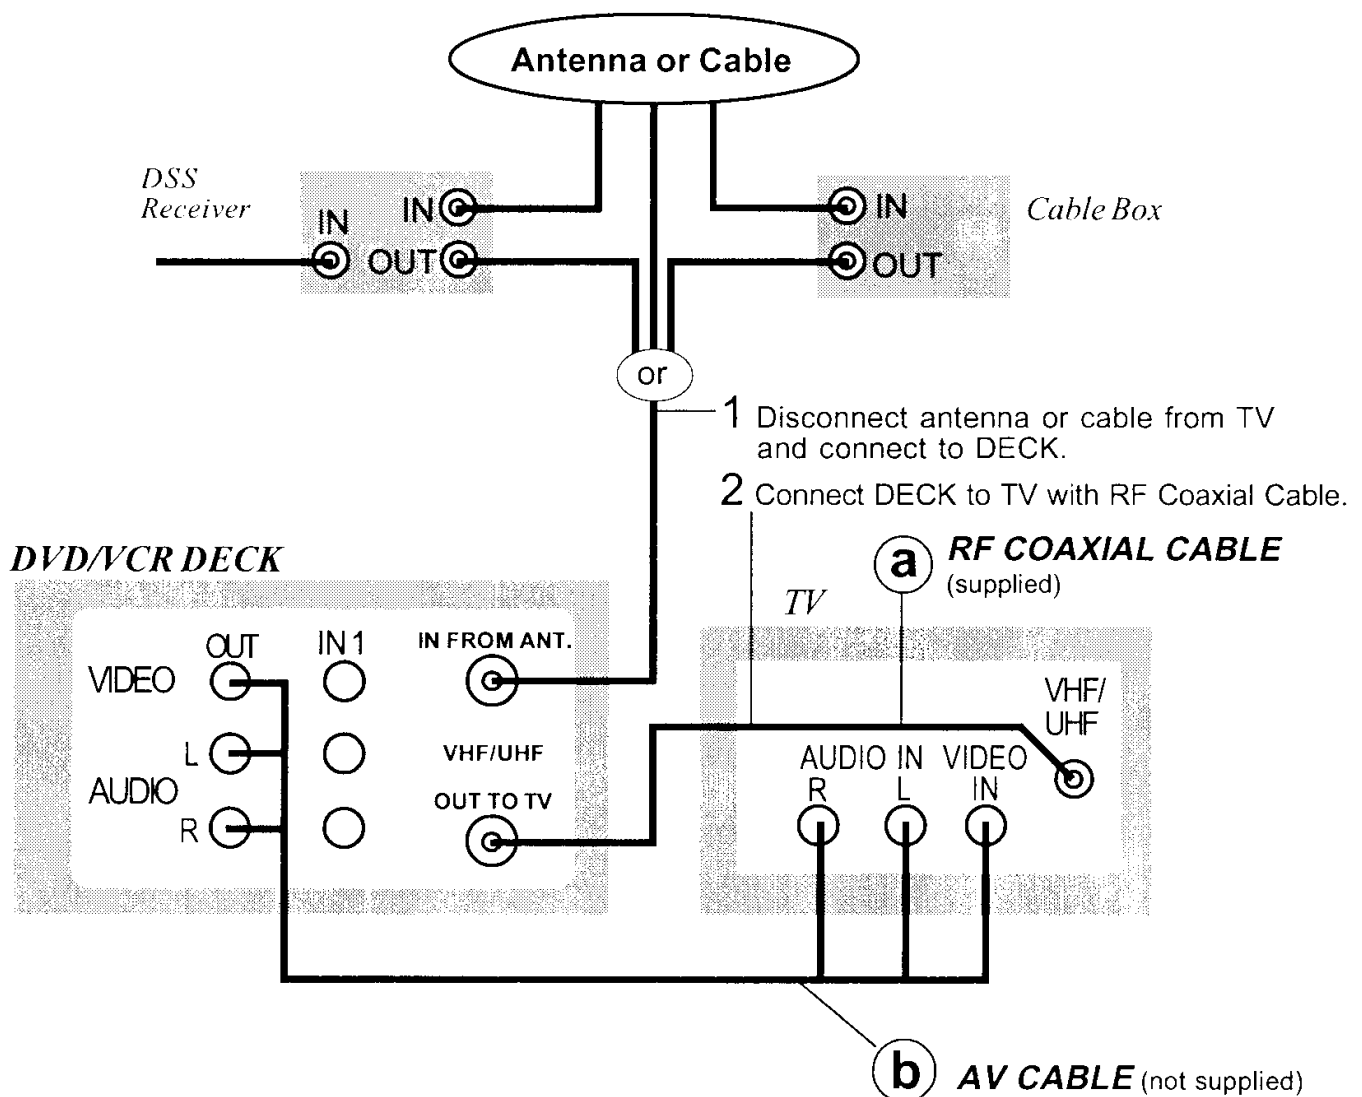 Antenna or Cable
DSS
Receiver
IN
IN
OUT
IN
OUT
Cable Box
or
1 Disconnect antenna or cable from TV
and connect to DECK.
2 Connect DECK to TV with RF Coaxial Cable.
DVD/VCR DECK
a RF COAXIAL CABLE
(supplied)
TV
OUT
IN 1
IN FROM ANT.
VIDEO
L
VHF/UHF
AUDIO
R
OUT TO TV
VHF/
UHF
AUDIO IN
R L
VIDEO
IN
b AV CABLE (not supplied)